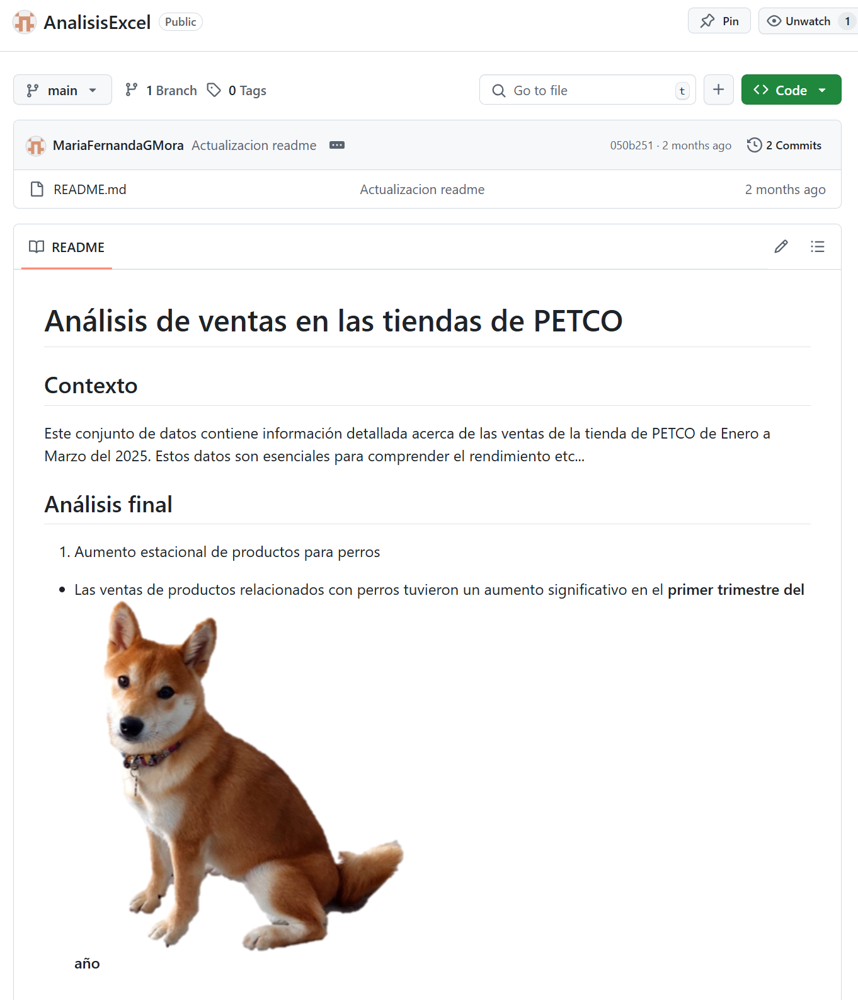 AnalisisExcel Public
Pin
Unwatch 1
main
1 Branch
0 Tags
Go to file t
Code
MariaFernandaGMora Actualizacion readme
050b251 · 2 months ago
2 Commits
README.md Actualizacion readme 2 months ago
README
Análisis de ventas en las tiendas de PETCO
Contexto
Este conjunto de datos contiene información detallada acerca de las ventas de la tienda de PETCO de Enero a
Marzo del 2025. Estos datos son esenciales para comprender el rendimiento etc...
Análisis final
1. Aumento estacional de productos para perros
• Las ventas de productos relacionados con perros tuvieron un aumento significativo en el primer trimestre del
año